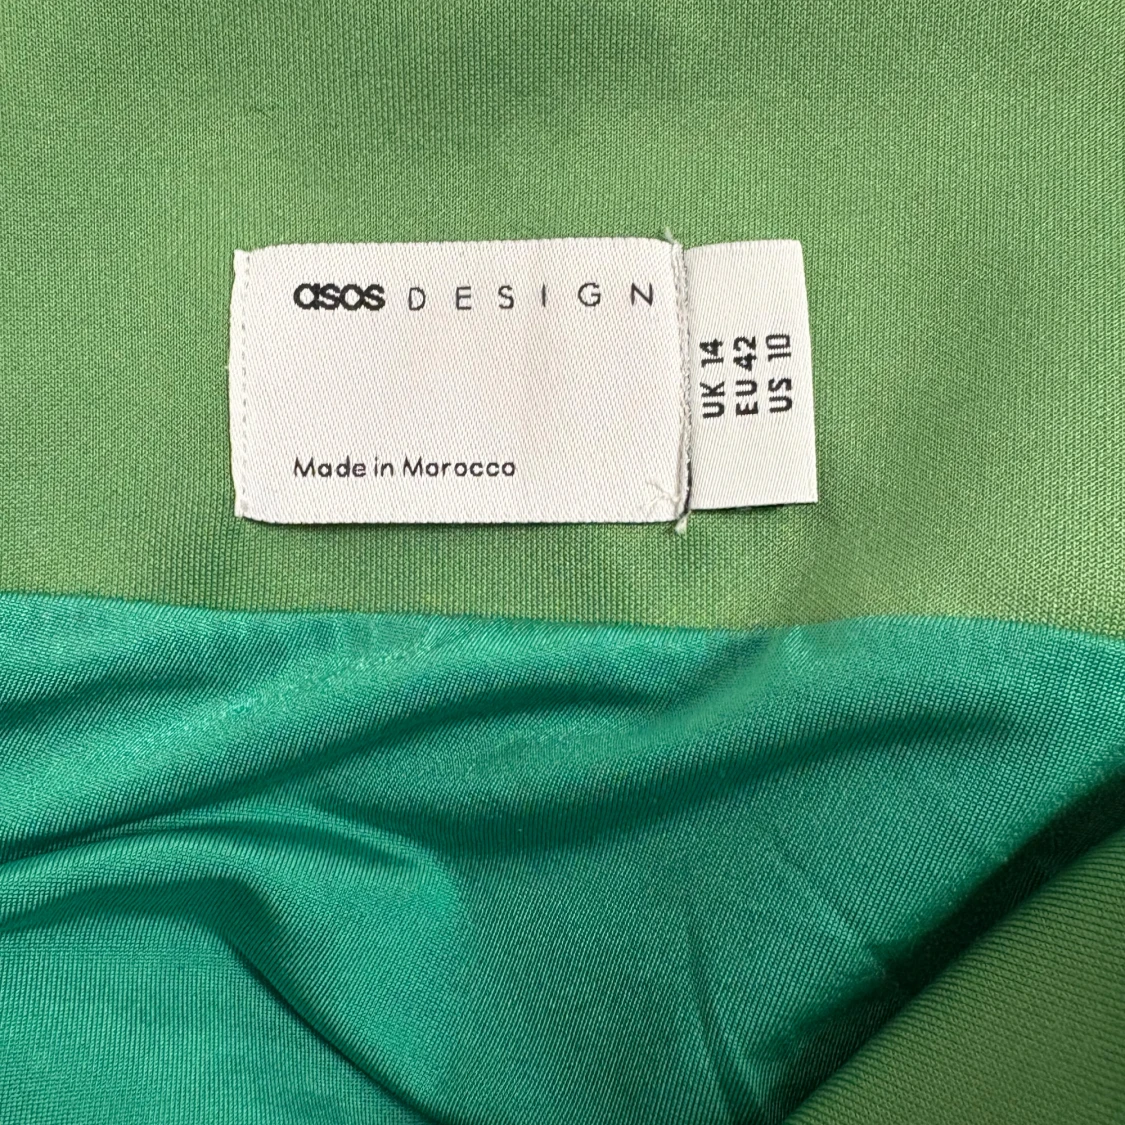 asos DESIGN
Made in Morocco
UK 14
EU 42
US 10